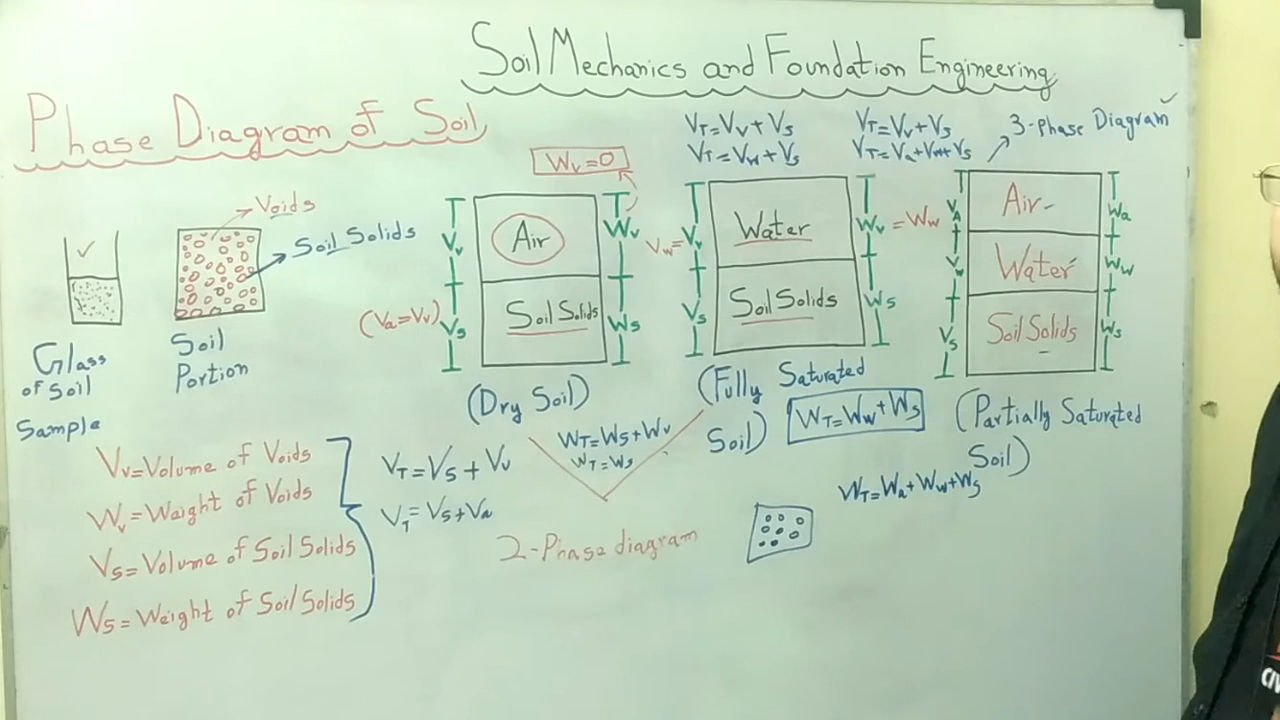 Soil Mechanics and Foundation Engineering
Phase Diagram of Soil
Voids
Soil Solids
Glass
of Soil
Sample
Soil
Portion
Wv=0
Air
Soil Solids
Vv
Vs
(Va=Vv)
Wv
Ws
(Dry Soil)
VT=Vv+Vs
VT=Vw+Vs
Water
Soil Solids
Vw=Vv
Vs
Wv=Ww
Ws
(Fully Saturated
Soil)
WT=Ww+Ws
VT=Vv+Vs
VT=Va+Vw+Vs
3-phase Diagram
Air
Water
Soil Solids
VA
Vw
Vs
Wa
Ww
Ws
(Partially Saturated
Soil)
WT=Wa+Ww+Ws
Vv=Volume of Voids
Wv=Weight of Voids
Vs=Volume of Soil Solids
Ws=Weight of Soil Solids
VT=Vs+Vv
VT=Vs+Va
WT=Ws+Wv
WT=Ws
2-Phase diagram
CIV